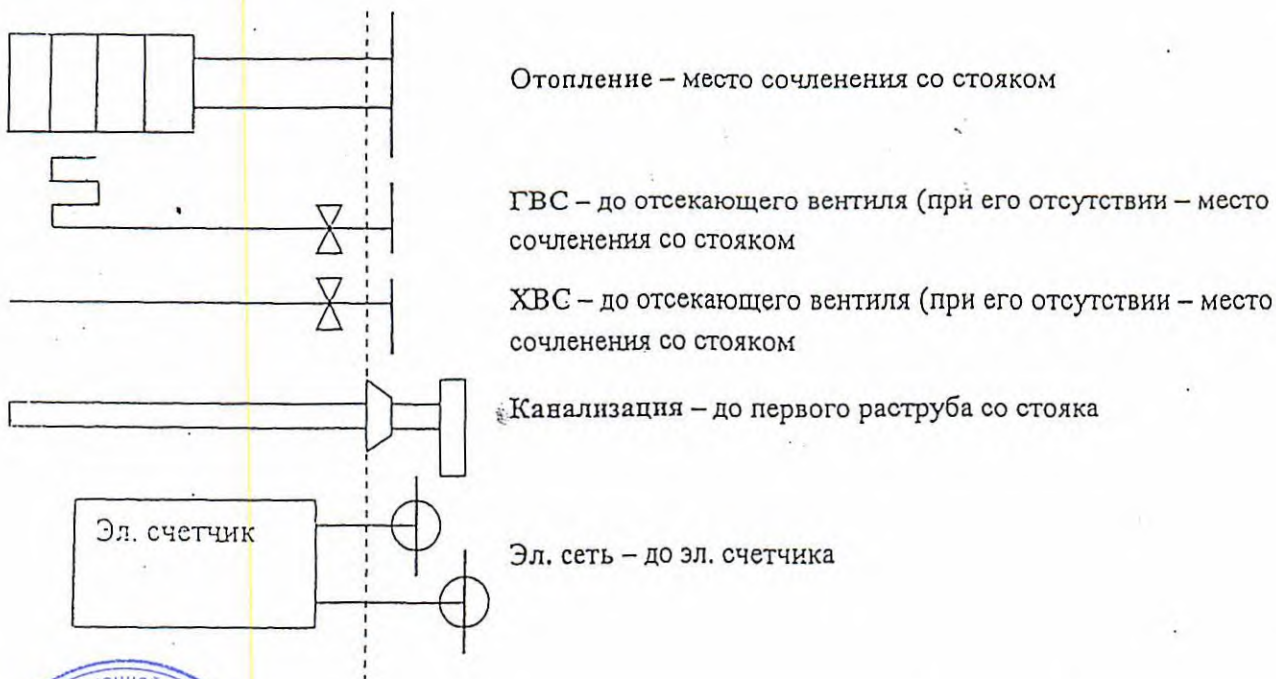 Отопление – место сочленения со стояком
ГВС – до отсекающего вентиля (при его отсутствии – место
сочленения со стояком
ХВС – до отсекающего вентиля (при его отсутствии – место
сочленения со стояком
Канализация – до первого раструба со стояка
Эл. счетчик
Эл. сеть – до эл. счетчика